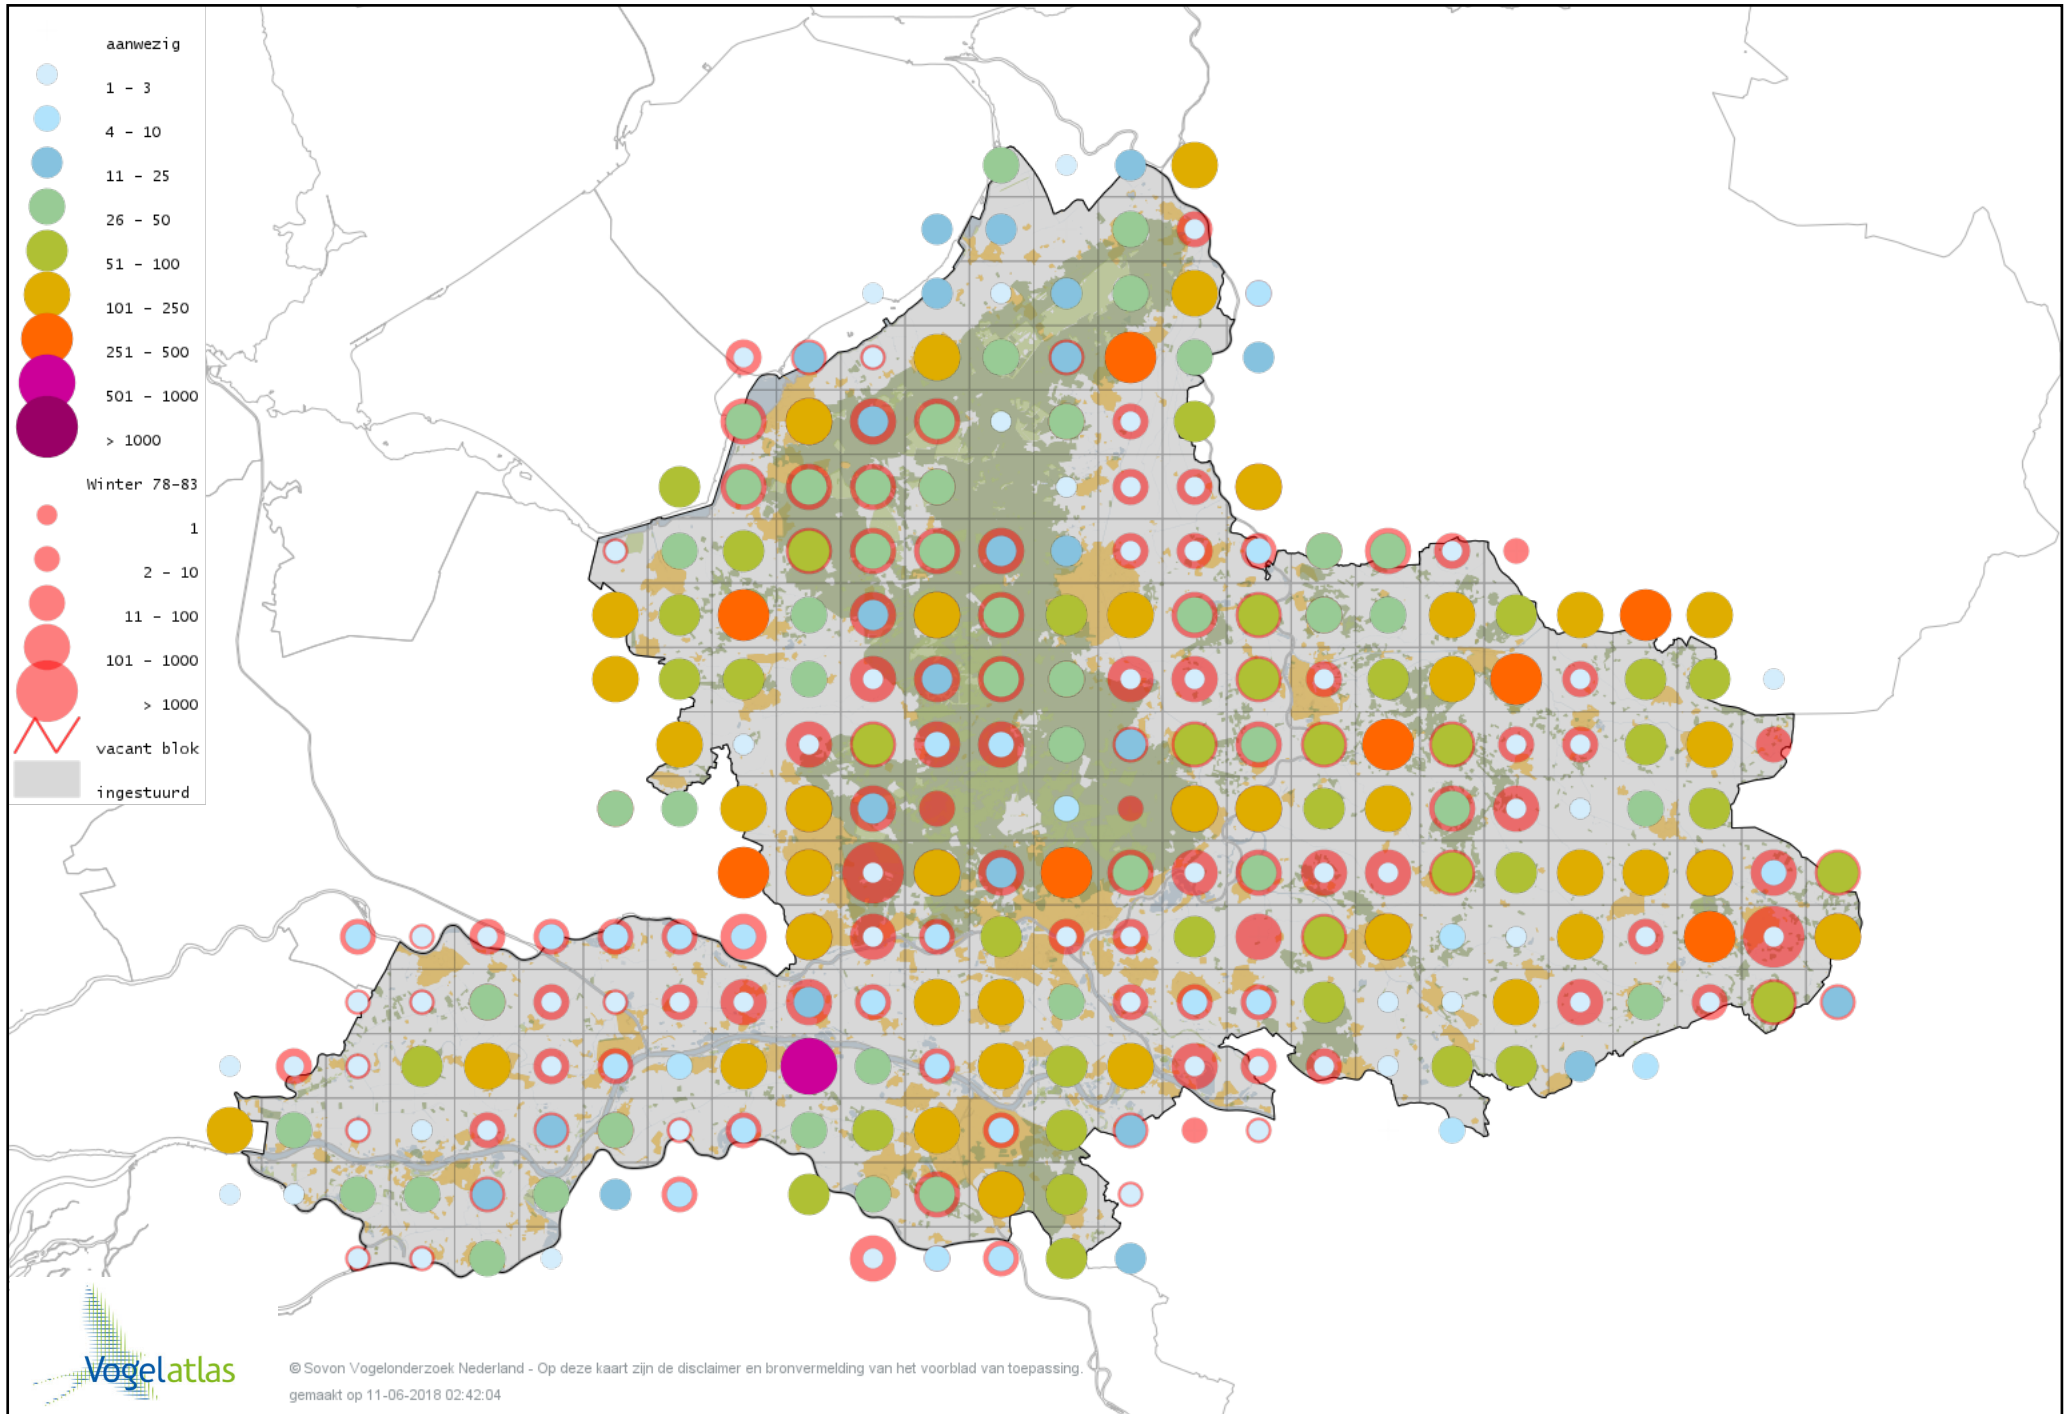 aanwezig
1 - 3
4 - 10
11 - 25
26 - 50
51 - 100
101 - 250
251 - 500
501 - 1000
> 1000
Winter 78-83
1
2 - 10
11 - 100
101 - 1000
> 1000
vacant blok
ingestuurd
Vogelatlas
© Sovon Vogelonderzoek Nederland - Op deze kaart zijn de disclaimer en bronvermelding van het voorblad van toepassing.
gemaakt op 11-06-2018 02:42:04